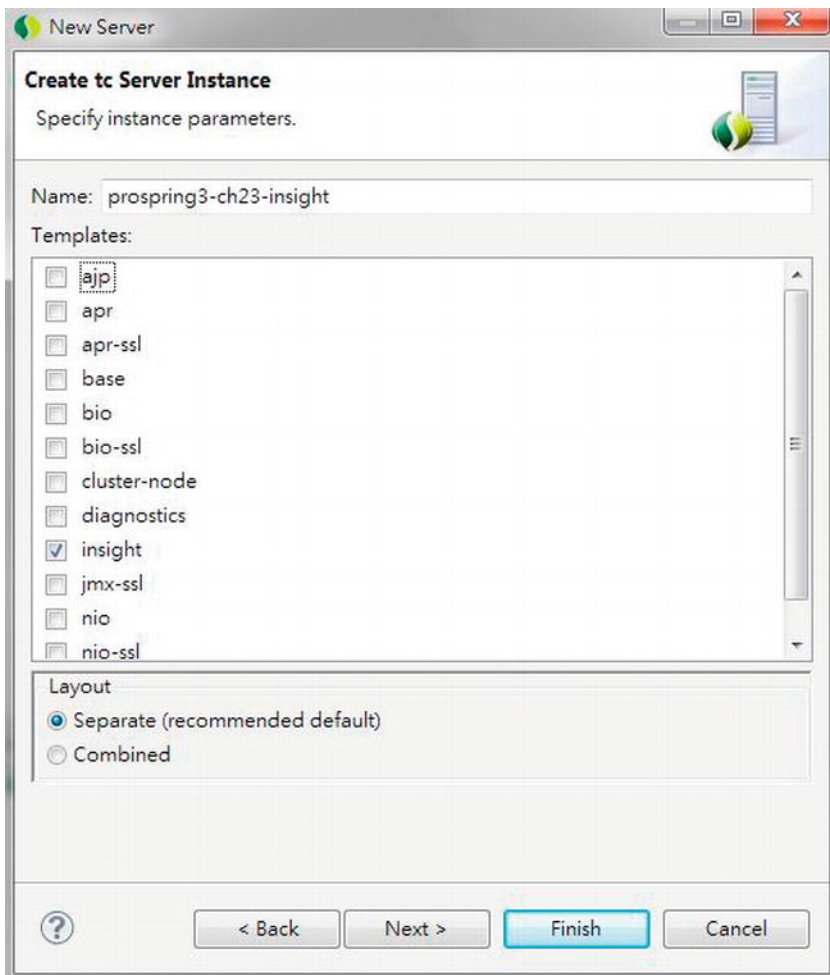 New Server
Create tc Server Instance
Specify instance parameters.
Name: prospring3-ch23-insight
Templates:
ajp
apr
apr-ssl
base
bio
bio-ssl
cluster-node
diagnostics
insight
jmx-ssl
nio
nio-ssl
Layout
Separate (recommended default)
Combined
? < Back Next > Finish Cancel